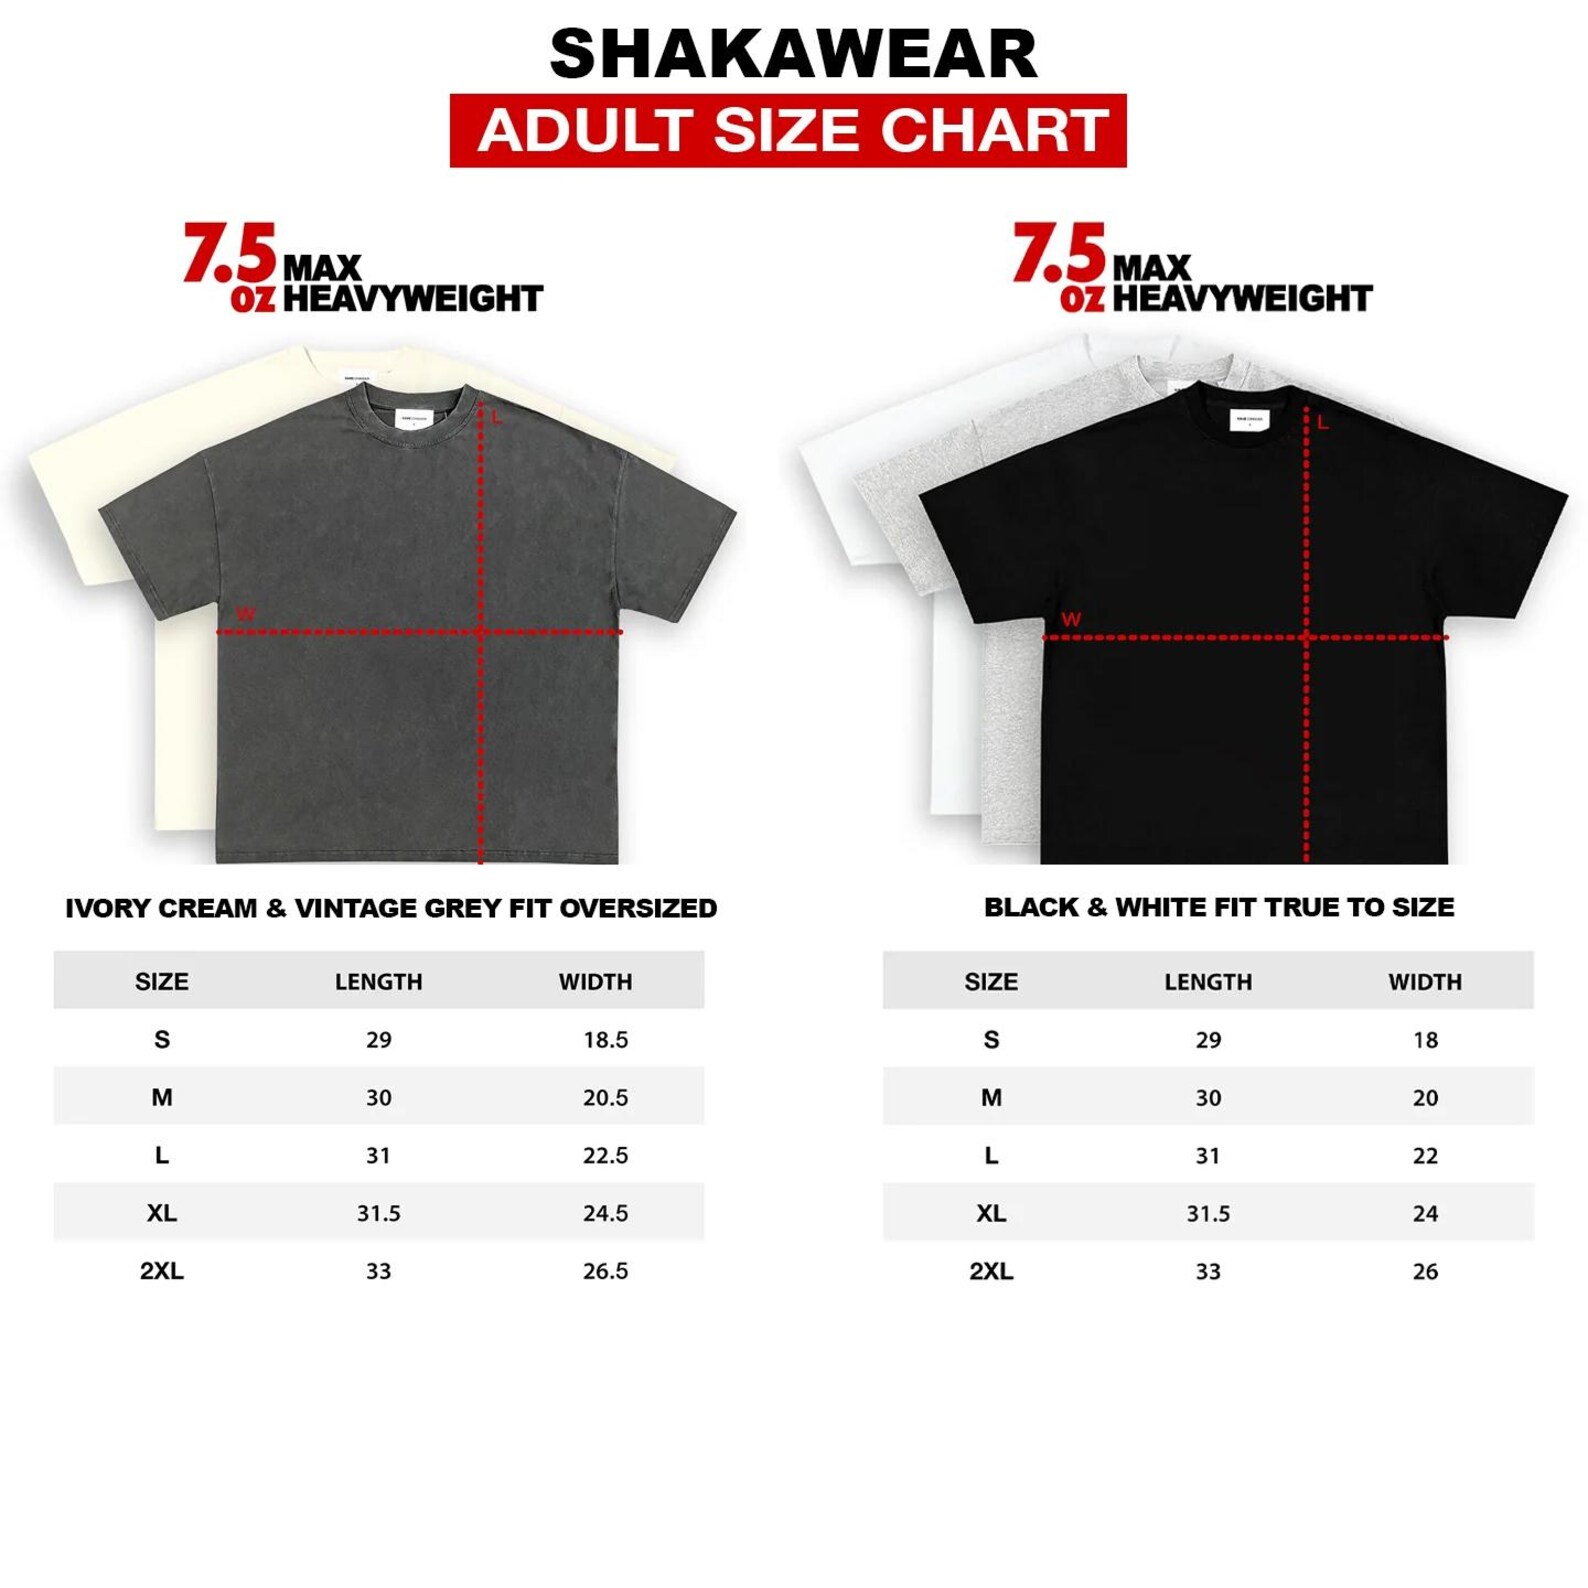 SHAKAWEAR
ADULT SIZE CHART
7.5 OZ MAX HEAVYWEIGHT
L
W
IVORY CREAM & VINTAGE GREY FIT OVERSIZED
SIZE LENGTH WIDTH
S 29 18.5
M 30 20.5
L 31 22.5
XL 31.5 24.5
2XL 33 26.5
7.5 OZ MAX HEAVYWEIGHT
L
W
BLACK & WHITE FIT TRUE TO SIZE
SIZE LENGTH WIDTH
S 29 18
M 30 20
L 31 22
XL 31.5 24
2XL 33 26